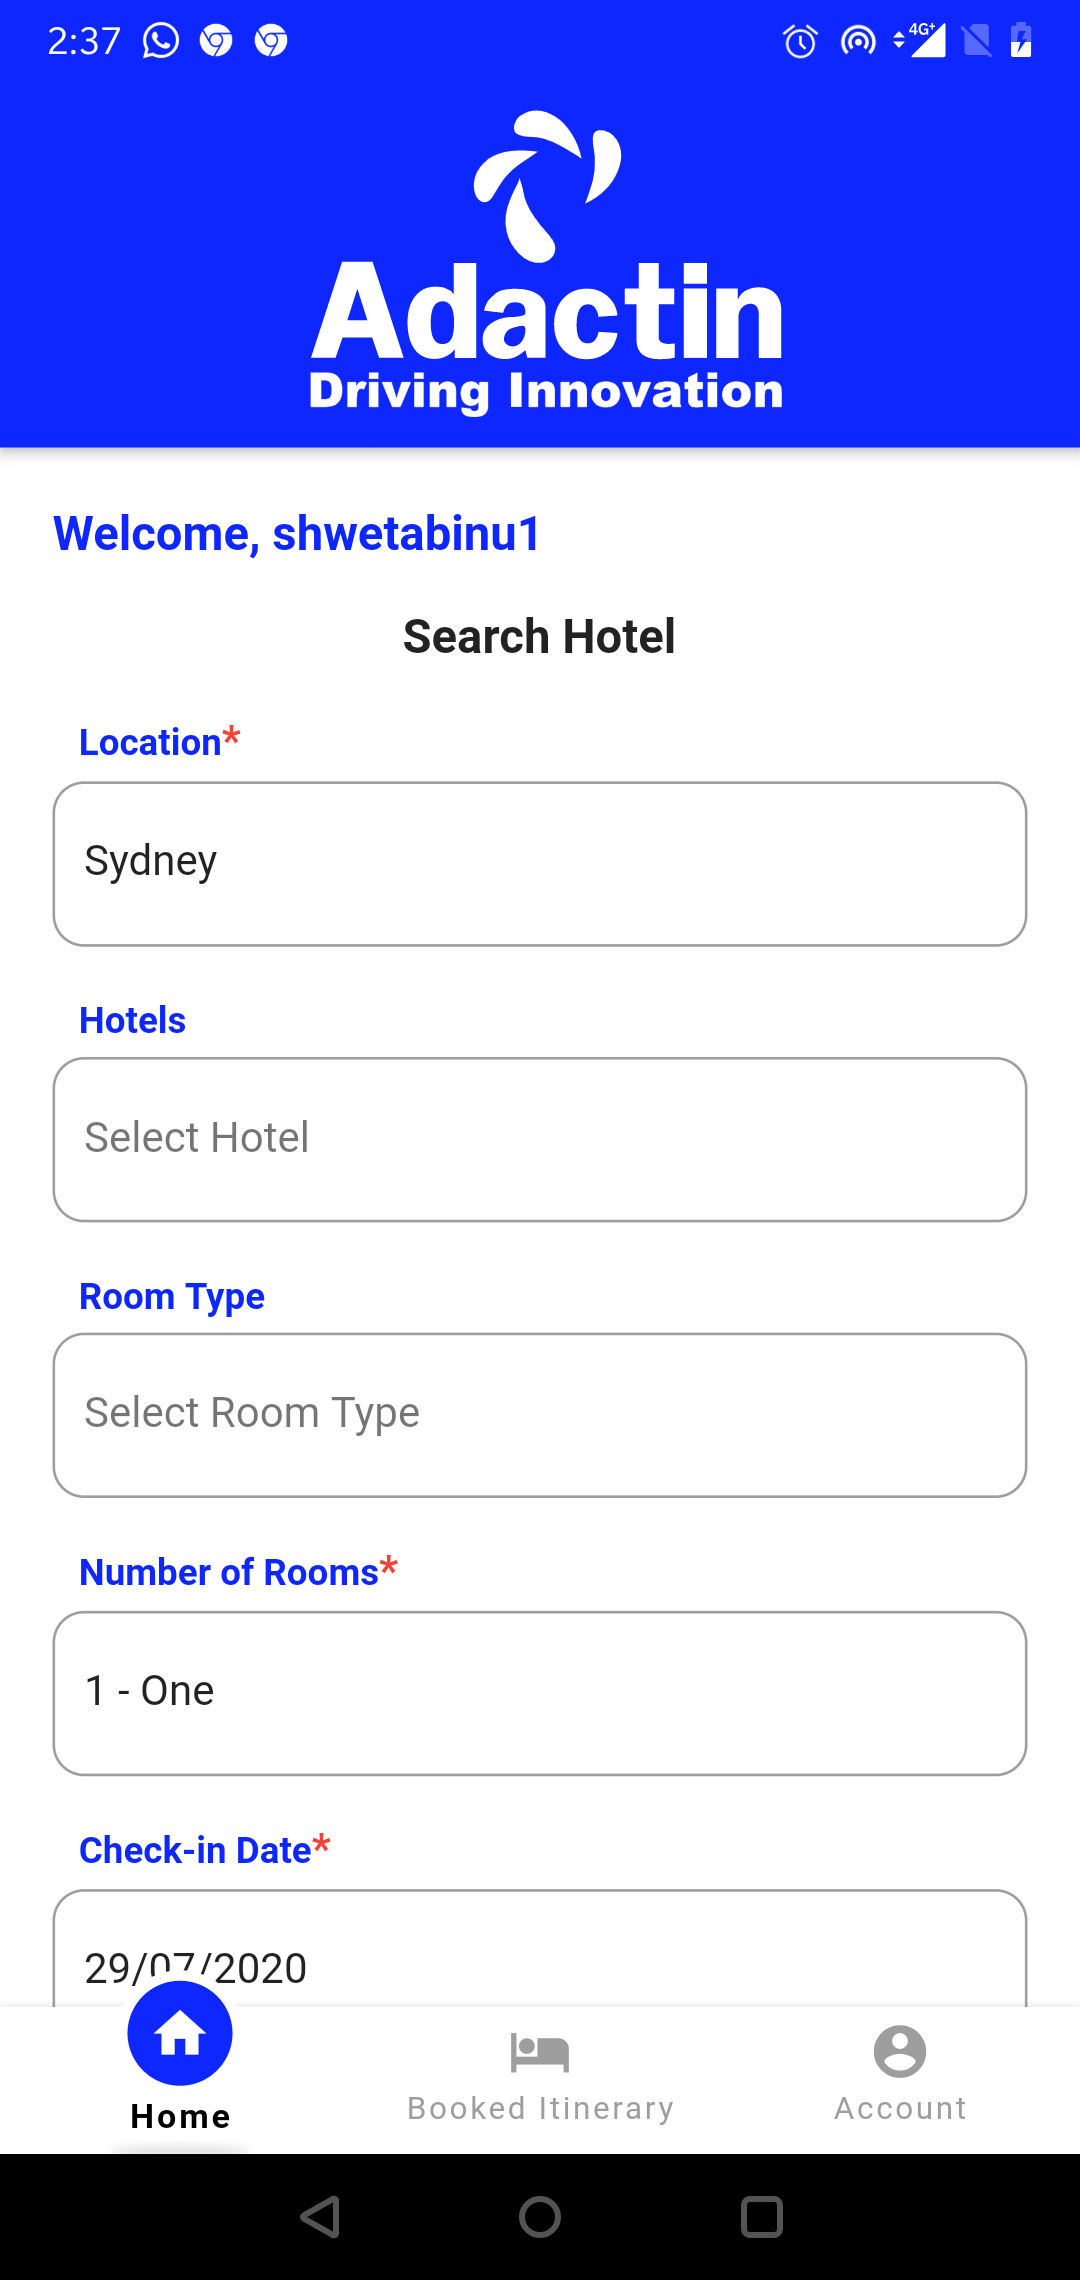 2:37
4G+
Adactin
Driving Innovation
Welcome, shwetabinu1
Search Hotel
Location*
Sydney
Hotels
Select Hotel
Room Type
Select Room Type
Number of Rooms*
1 - One
Check-in Date*
29/07/2020
Home
Booked Itinerary
Account